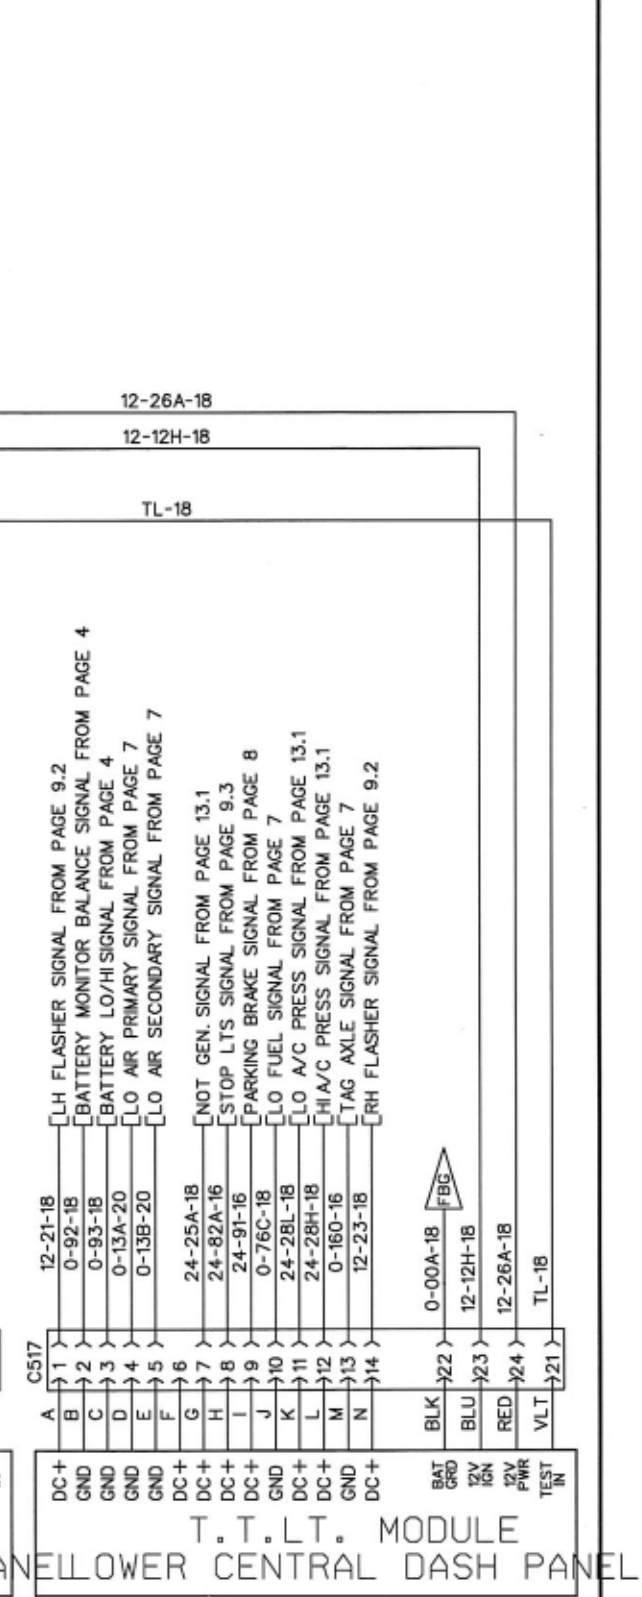 12-26A-18
12-12H-18
TL-18
LH FLASHER SIGNAL FROM PAGE 9.2
BATTERY MONITOR BALANCE SIGNAL FROM PAGE 4
BATTERY LO/HI SIGNAL FROM PAGE 4
LO AIR PRIMARY SIGNAL FROM PAGE 7
LO AIR SECONDARY SIGNAL FROM PAGE 7
NOT GEN. SIGNAL FROM PAGE 13.1
STOP LTS SIGNAL FROM PAGE 9.3
PARKING BRAKE SIGNAL FROM PAGE 8
LO FUEL SIGNAL FROM PAGE 7
LO A/C PRESS SIGNAL FROM PAGE 13.1
HI A/C PRESS SIGNAL FROM PAGE 13.1
TAG AXLE SIGNAL FROM PAGE 7
RH FLASHER SIGNAL FROM PAGE 9.2
FBG
12-21-18
0-92-18
0-93-18
0-13A-20
0-13B-20
24-25A-18
24-82A-16
24-91-16
0-76C-18
24-28L-18
24-28H-18
0-160-16
12-23-18
0-00A-18
12-12H-18
12-26A-18
TL-18
C517
1 2 3 4 5 6 7 8 9 10 11 12 13 14 22 23 24 21
A B C D E F G H I J K L M N BLK BLU RED VLT
DC+ GND GND GND GND DC+ DC+ DC+ DC+ GND DC+ DC+ GND DC+
BAT GRD
12V IGN
12V PWR
TEST IN
T.T.LT. MODULE
LOWER CENTRAL DASH PANEL